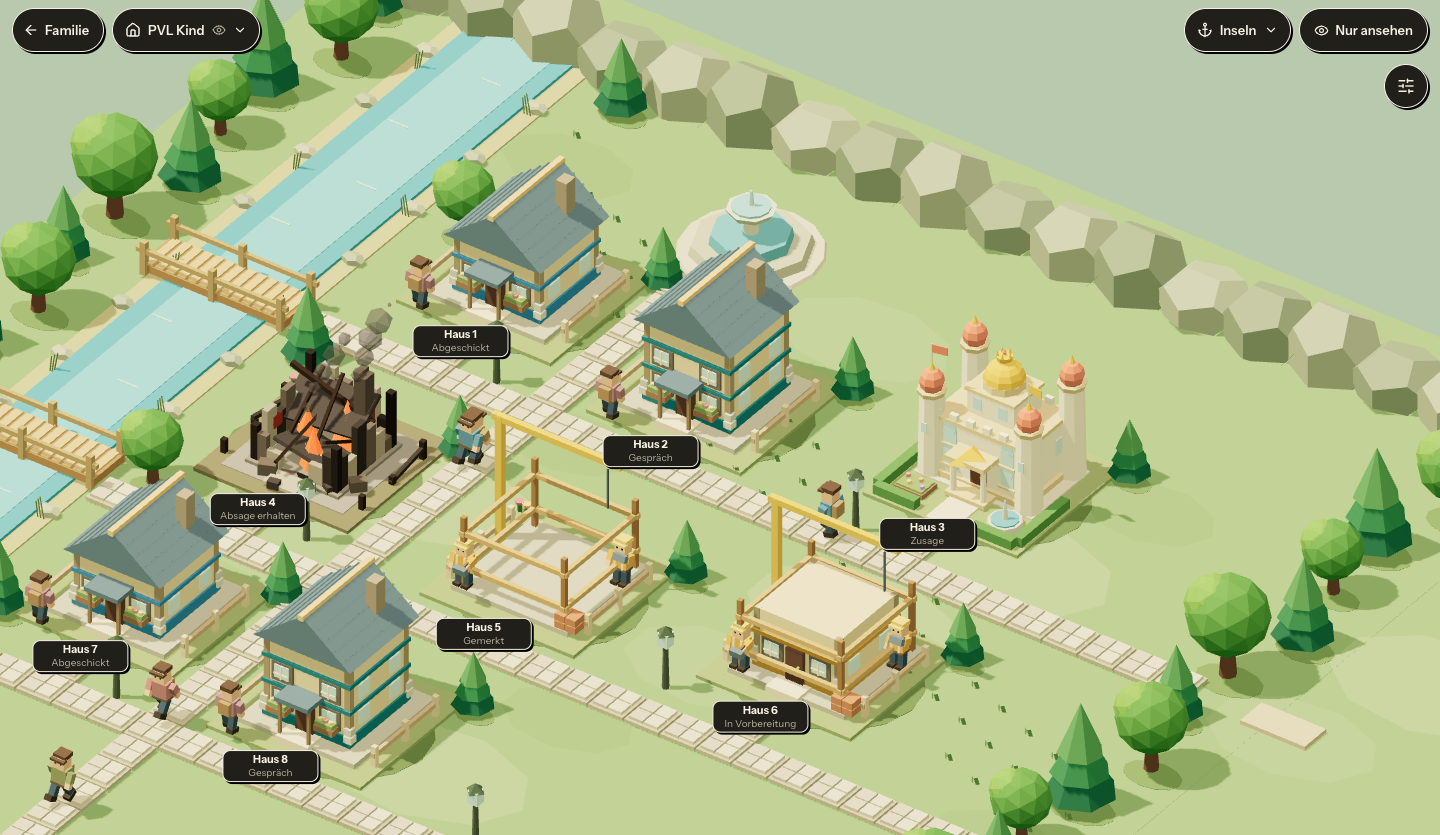 Familie
PVL Kind
Inseln
Nur ansehen
Haus 1
Abgeschickt
Haus 2
Gespräch
Haus 4
Absage erhalten
Haus 3
Zusage
Haus 5
Gemerkt
Haus 7
Abgeschickt
Haus 6
In Vorbereitung
Haus 8
Gespräch